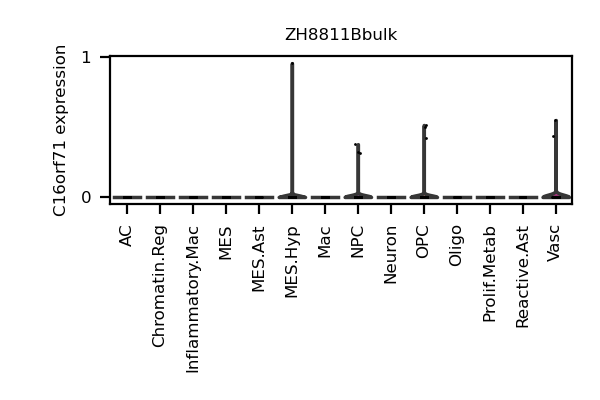 ZH8811Bbulk
C16orf71 expression
1
0
AC
Chromatin.Reg
Inflammatory.Mac
MES
MES.Ast
MES.Hyp
Mac
NPC
Neuron
OPC
Oligo
Prolif.Metab
Reactive.Ast
Vasc